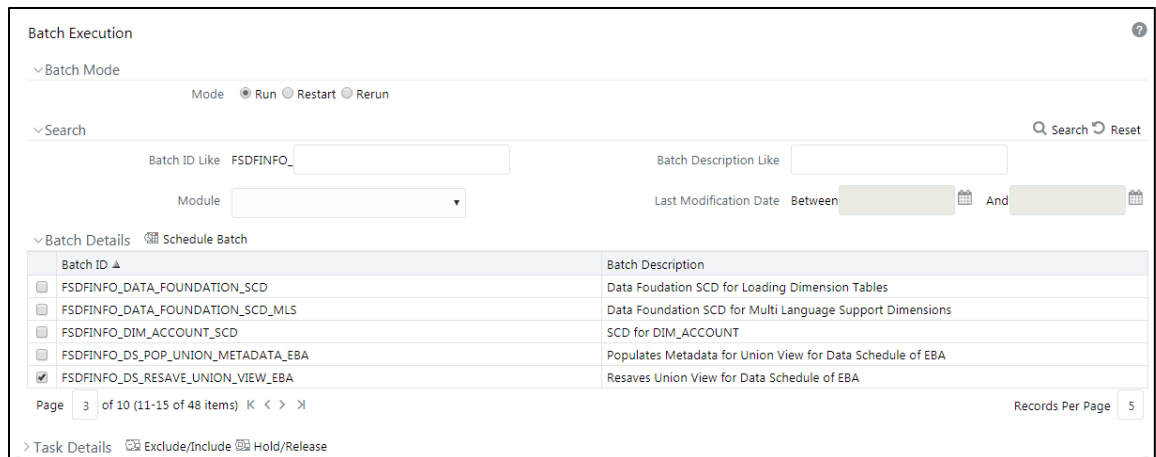 Batch Execution
?
Batch Mode
Mode Run Restart Rerun
Search Search Reset
Batch ID Like FSDFINFO_ Batch Description Like
Module Last Modification Date Between And
Batch Details Schedule Batch
Batch ID Batch Description
FSDFINFO_DATA_FOUNDATION_SCD Data Foudation SCD for Loading Dimension Tables
FSDFINFO_DATA_FOUNDATION_SCD_MLS Data Foundation SCD for Multi Language Support Dimensions
FSDFINFO_DIM_ACCOUNT_SCD SCD for DIM_ACCOUNT
FSDFINFO_DS_POP_UNION_METADATA_EBA Populates Metadata for Union View for Data Schedule of EBA
FSDFINFO_DS_RESAVE_UNION_VIEW_EBA Resaves Union View for Data Schedule of EBA
Page 3 of 10 (11-15 of 48 items) Records Per Page 5
Task Details Exclude/Include Hold/Release